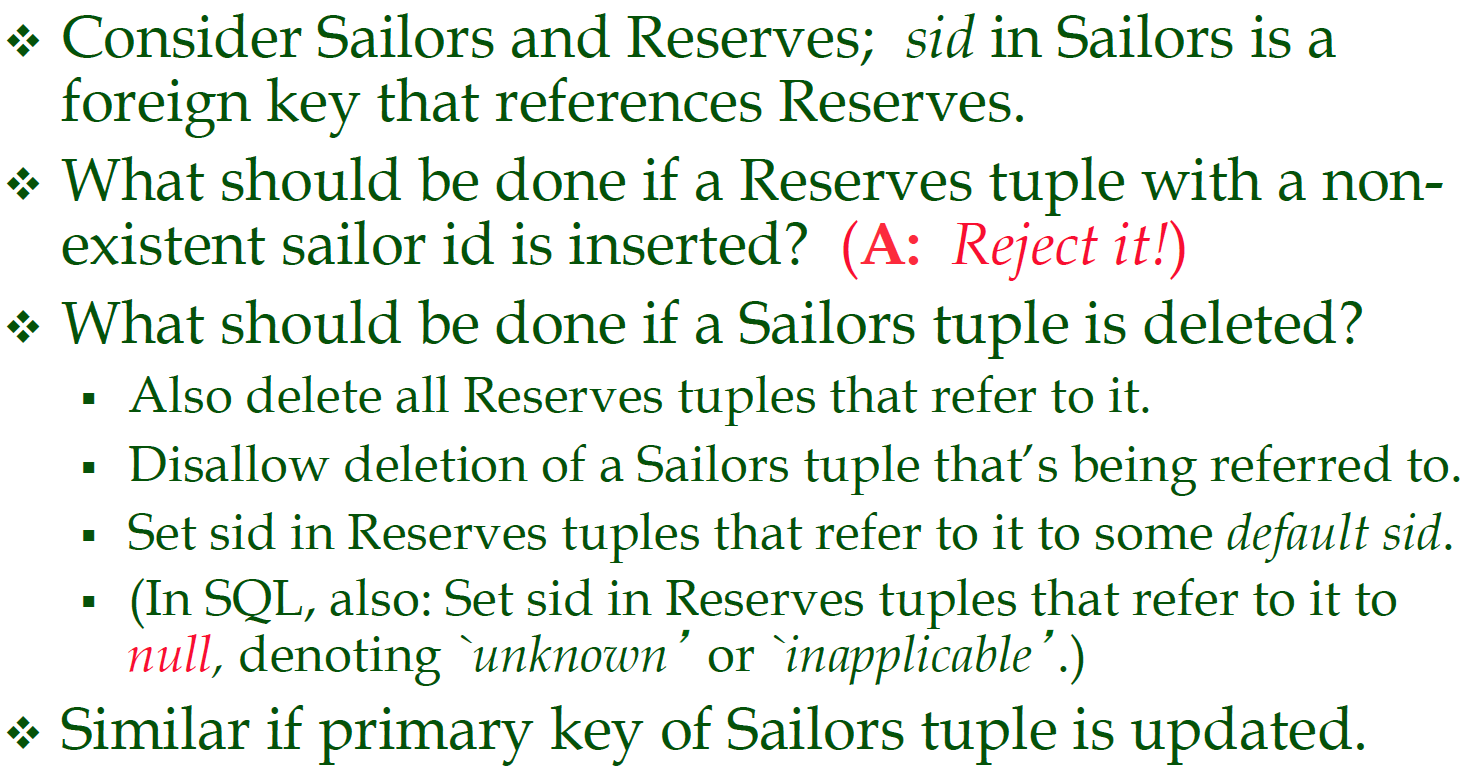 ❖ Consider Sailors and Reserves; sid in Sailors is a
foreign key that references Reserves.
❖ What should be done if a Reserves tuple with a non-
existent sailor id is inserted? (A: Reject it!)
❖ What should be done if a Sailors tuple is deleted?
▪ Also delete all Reserves tuples that refer to it.
▪ Disallow deletion of a Sailors tuple that’s being referred to.
▪ Set sid in Reserves tuples that refer to it to some default sid.
▪ (In SQL, also: Set sid in Reserves tuples that refer to it to
null, denoting `unknown’ or `inapplicable’.)
❖ Similar if primary key of Sailors tuple is updated.